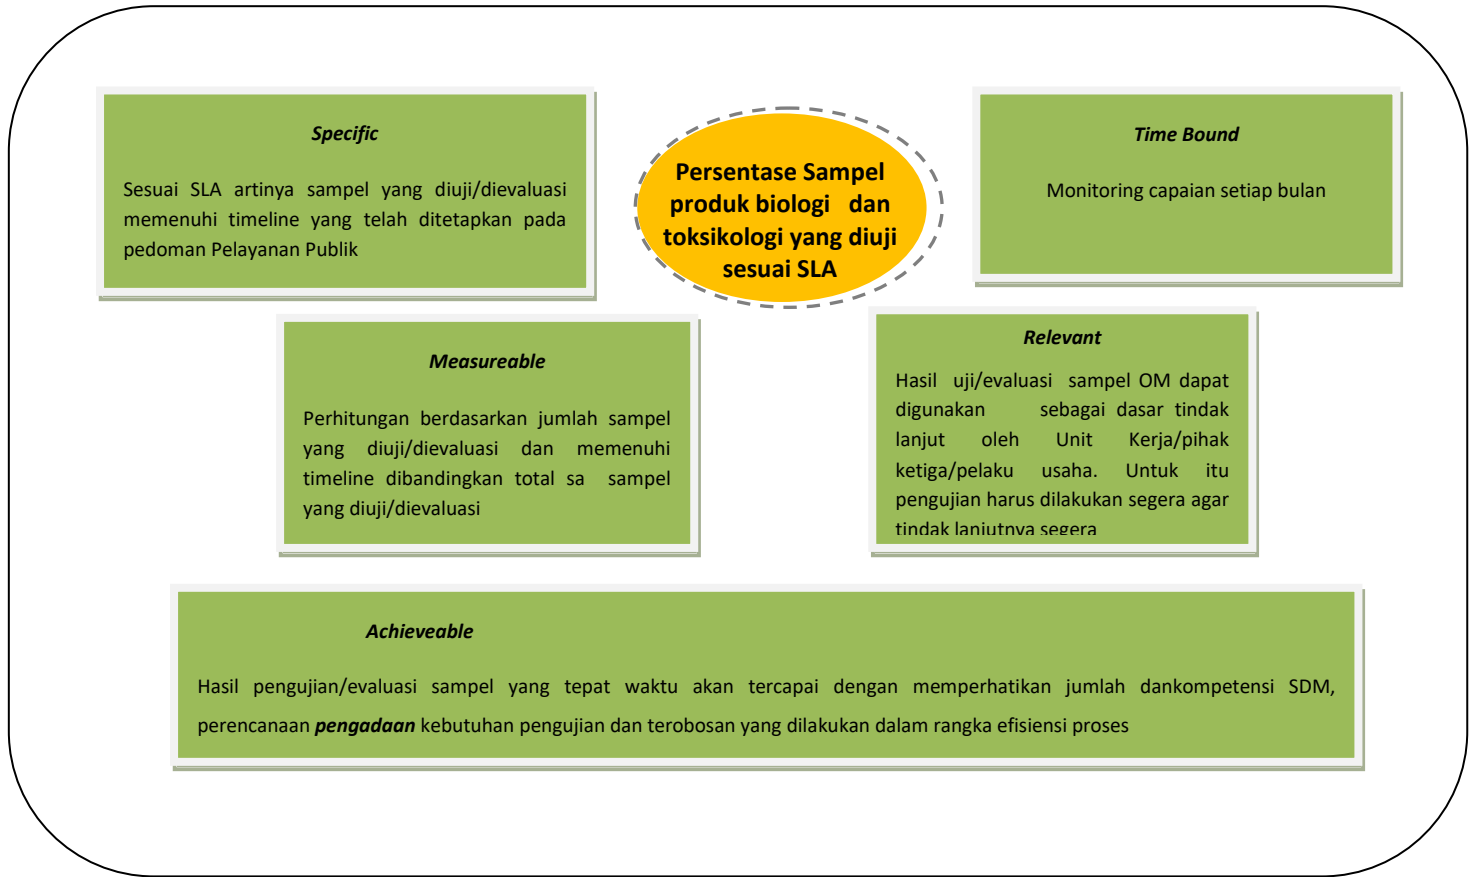 Specific
Sesuai SLA artinya sampel yang diuji/dievaluasi
memenuhi timeline yang telah ditetapkan pada
pedoman Pelayanan Publik
Persentase Sampel
produk biologi dan
toksikologi yang diuji
sesuai SLA
Time Bound
Monitoring capaian setiap bulan
Measureable
Perhitungan berdasarkan jumlah sampel
yang diuji/dievaluasi dan memenuhi
timeline dibandingkan total sa sampel
yang diuji/dievaluasi
Relevant
Hasil uji/evaluasi sampel OM dapat
digunakan sebagai dasar tindak
lanjut oleh Unit Kerja/pihak
ketiga/pelaku usaha. Untuk itu
pengujian harus dilakukan segera agar
tindak lanjutnya segera
Achieveable
Hasil pengujian/evaluasi sampel yang tepat waktu akan tercapai dengan memperhatikan jumlah dankompetensi SDM,
perencanaan pengadaan kebutuhan pengujian dan terobosan yang dilakukan dalam rangka efisiensi proses